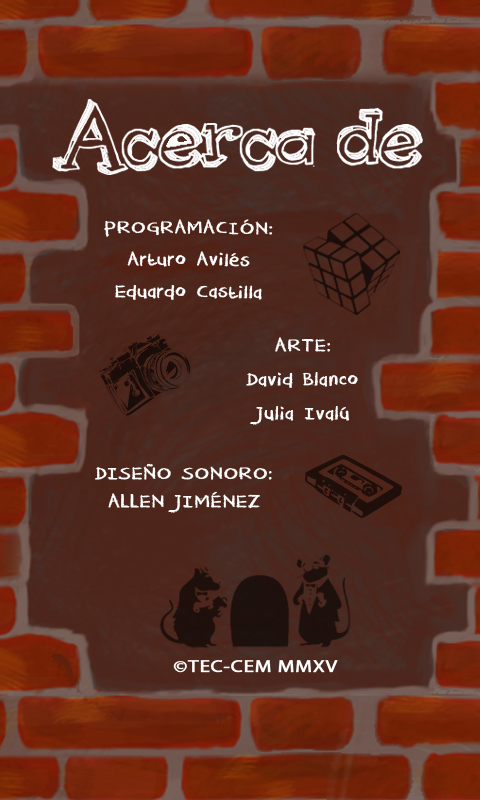 Acerca de
PROGRAMACIÓN:
Arturo Avilés
Eduardo Castilla
ARTE:
David Blanco
Julia Ivalú
DISEÑO SONORO:
ALLEN JIMÉNEZ
©TEC-CEM MMXV